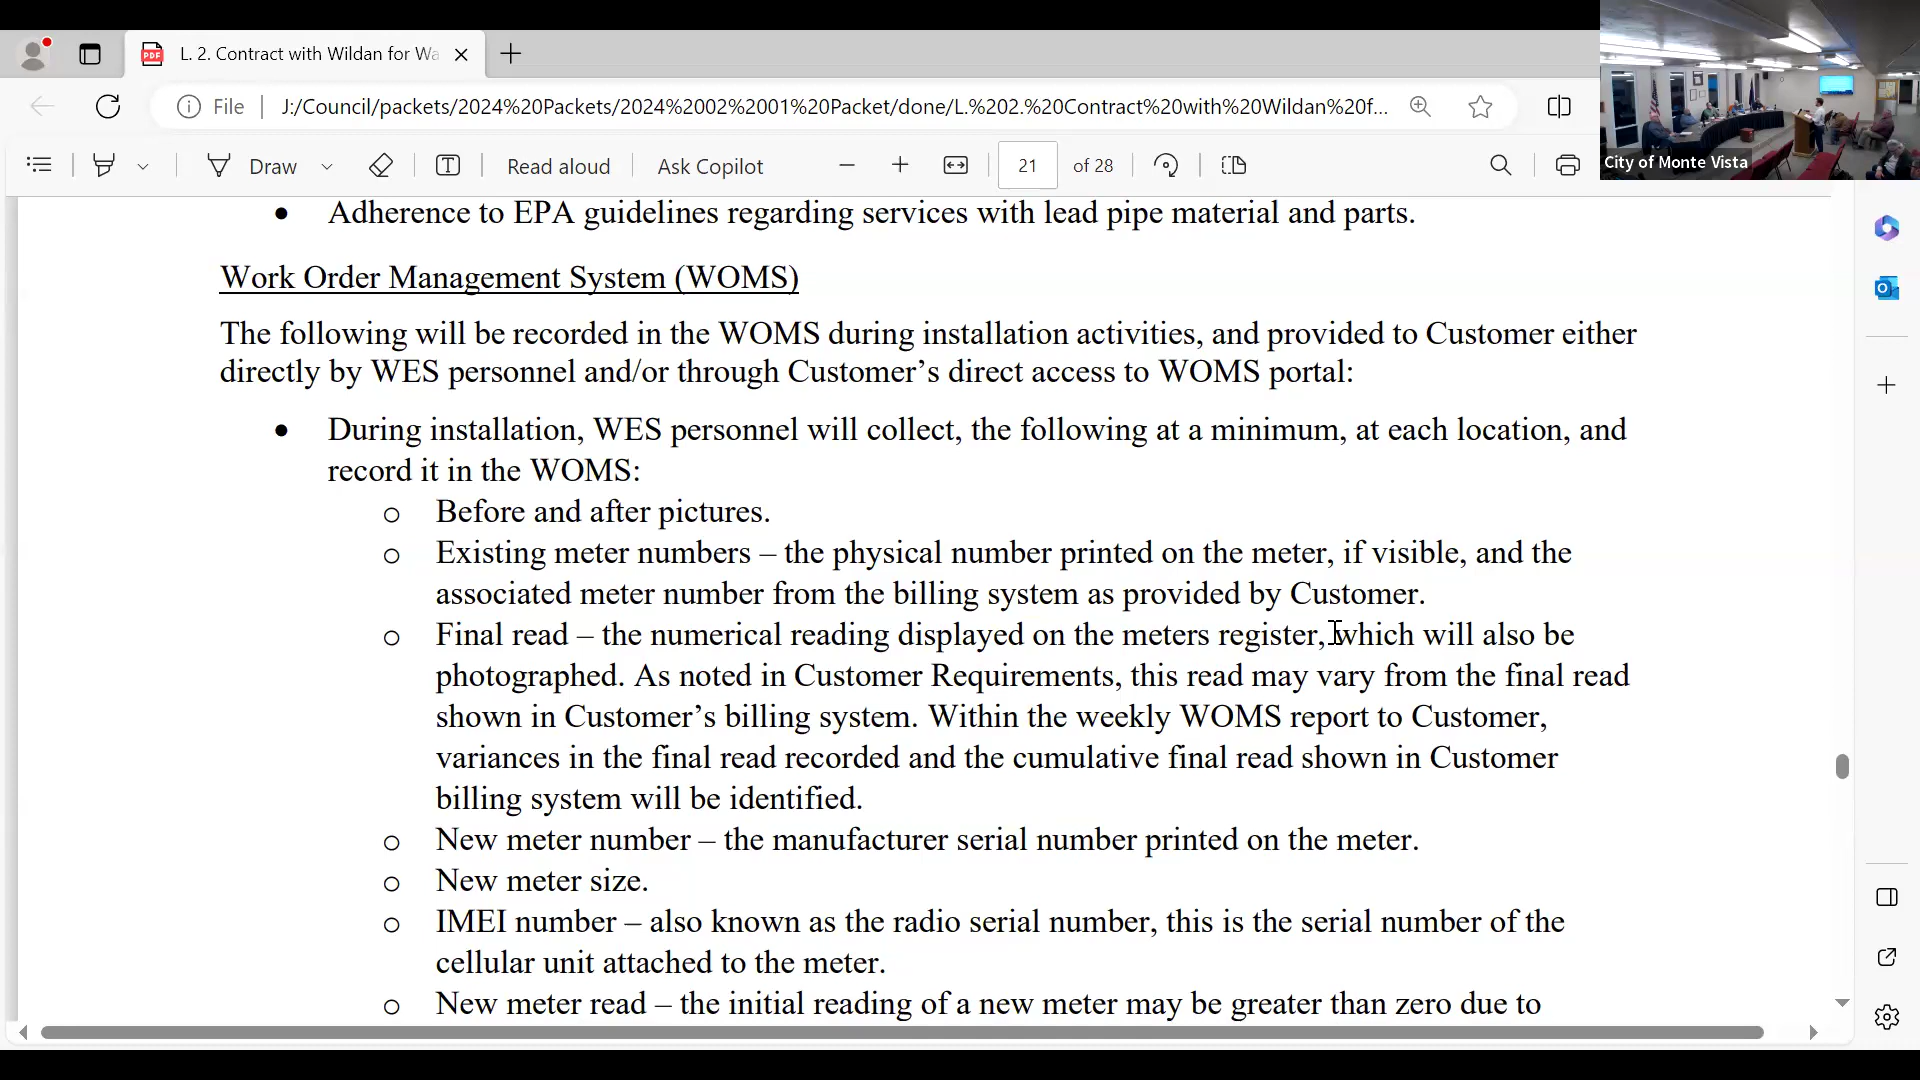 L. 2. Contract with Wildan for Wa
File
J:/Council/packets/2024%20Packets/2024%2002%2001%20Packet/done/L.%202.%20Contract%20with%20Wildan%20f...
Draw
Read aloud
Ask Copilot
21
of 28
City of Monte Vista
• Adherence to EPA guidelines regarding services with lead pipe material and parts.
Work Order Management System (WOMS)
The following will be recorded in the WOMS during installation activities, and provided to Customer either
directly by WES personnel and/or through Customer’s direct access to WOMS portal:
• During installation, WES personnel will collect, the following at a minimum, at each location, and
record it in the WOMS:
o Before and after pictures.
o Existing meter numbers – the physical number printed on the meter, if visible, and the
associated meter number from the billing system as provided by Customer.
o Final read – the numerical reading displayed on the meters register, which will also be
photographed. As noted in Customer Requirements, this read may vary from the final read
shown in Customer’s billing system. Within the weekly WOMS report to Customer,
variances in the final read recorded and the cumulative final read shown in Customer
billing system will be identified.
o New meter number – the manufacturer serial number printed on the meter.
o New meter size.
o IMEI number – also known as the radio serial number, this is the serial number of the
cellular unit attached to the meter.
o New meter read – the initial reading of a new meter may be greater than zero due to